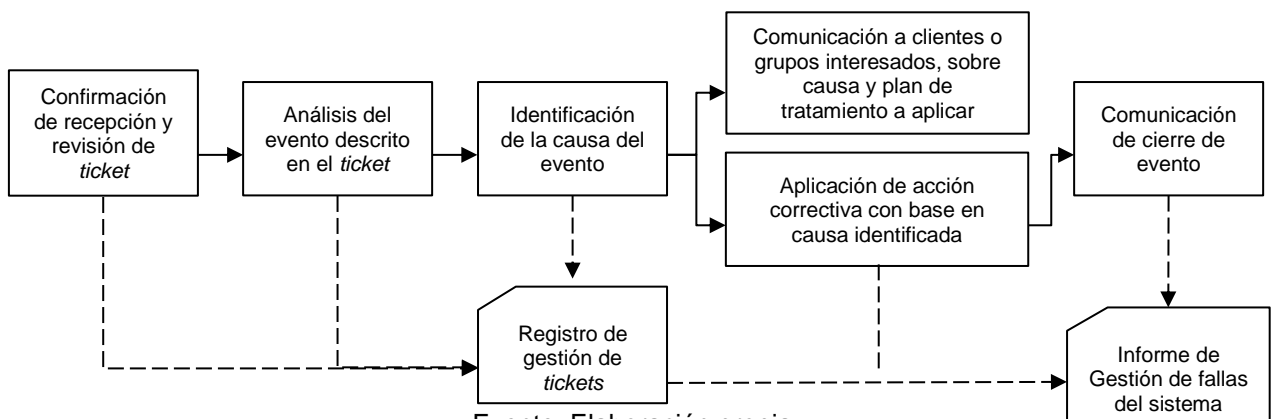 Confirmación
de recepción y
revisión de
ticket
Análisis del
evento descrito
en el ticket
Identificación
de la causa del
evento
Comunicación a clientes o
grupos interesados, sobre
causa y plan de
tratamiento a aplicar
Aplicación de acción
correctiva con base en
causa identificada
Comunicación
de cierre de
evento
Registro de
gestión de
tickets
Informe de
Gestión de fallas
del sistema